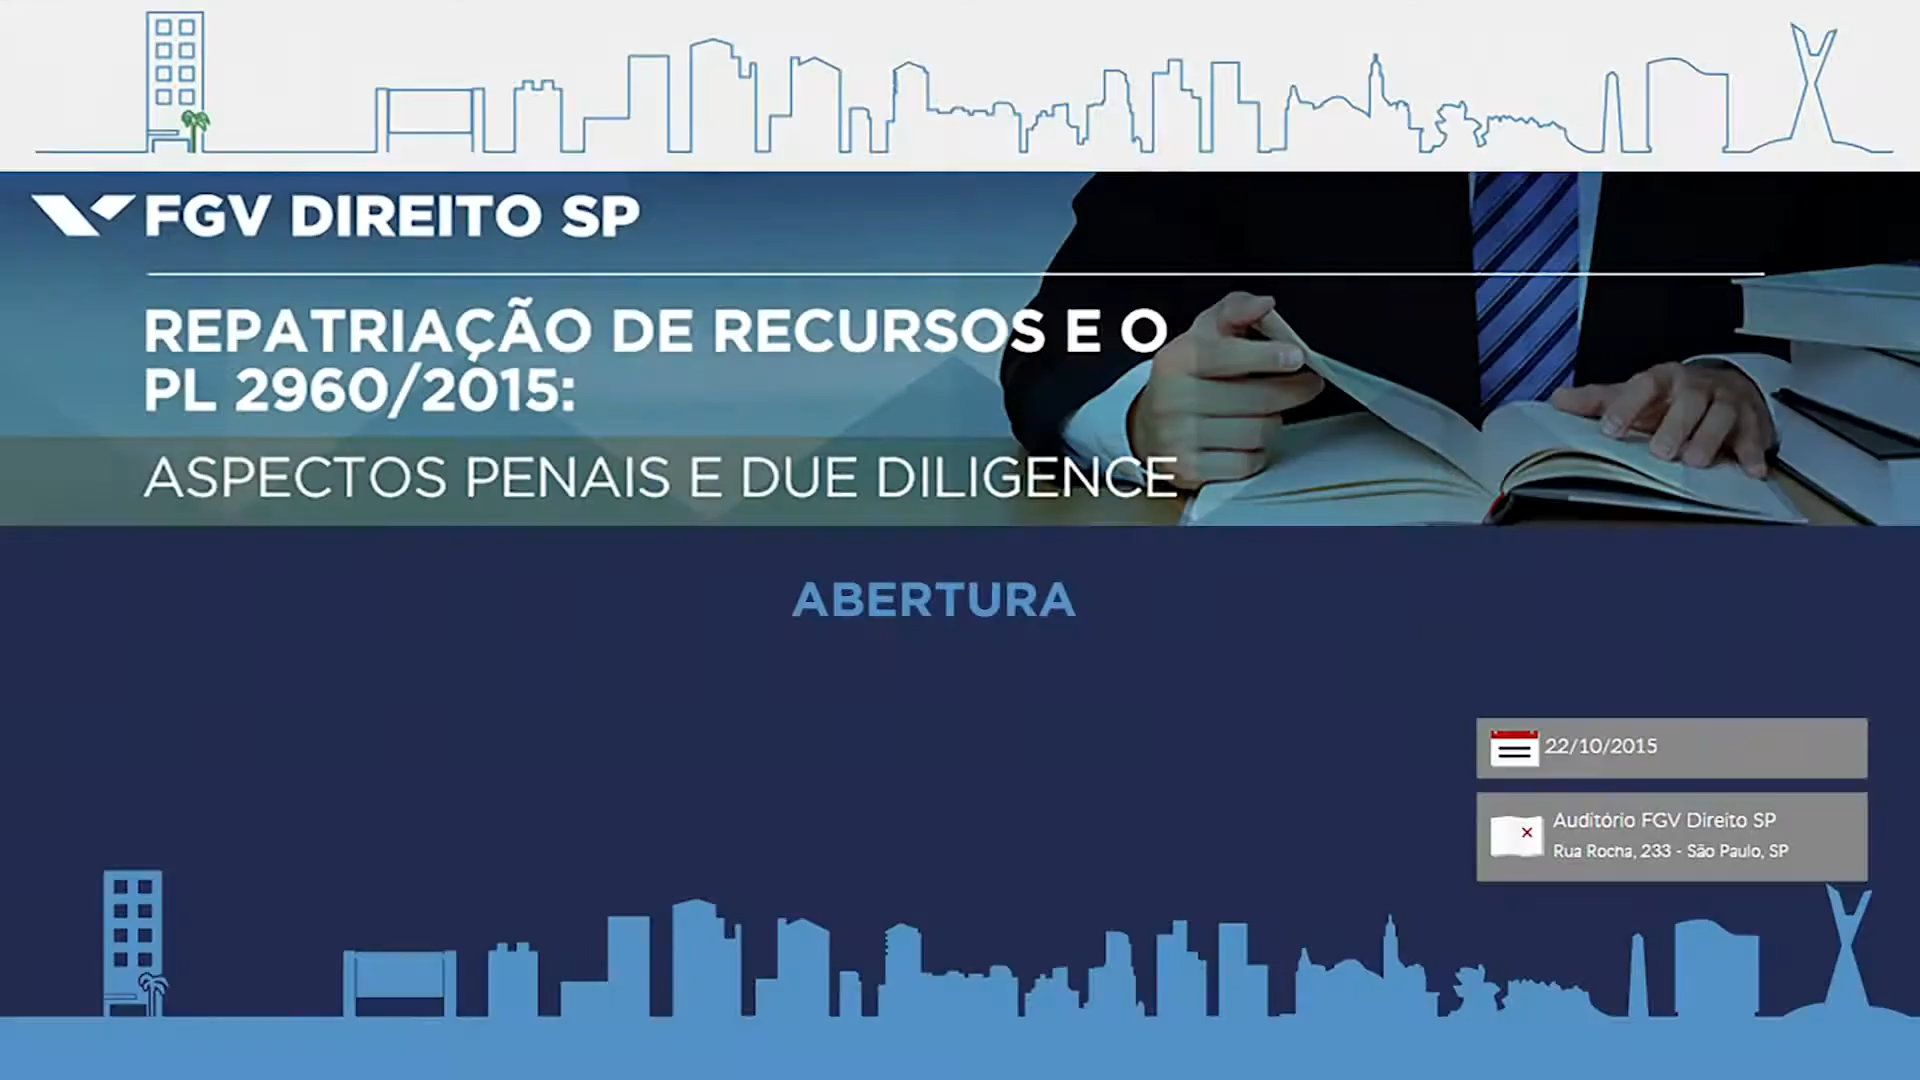 FGV DIREITO SP
REPATRIAÇÃO DE RECURSOS E O
PL 2960/2015:
ASPECTOS PENAIS E DUE DILIGENCE
ABERTURA
22/10/2015
Auditório FGV Direito SP
Rua Rocha, 233 - São Paulo, SP